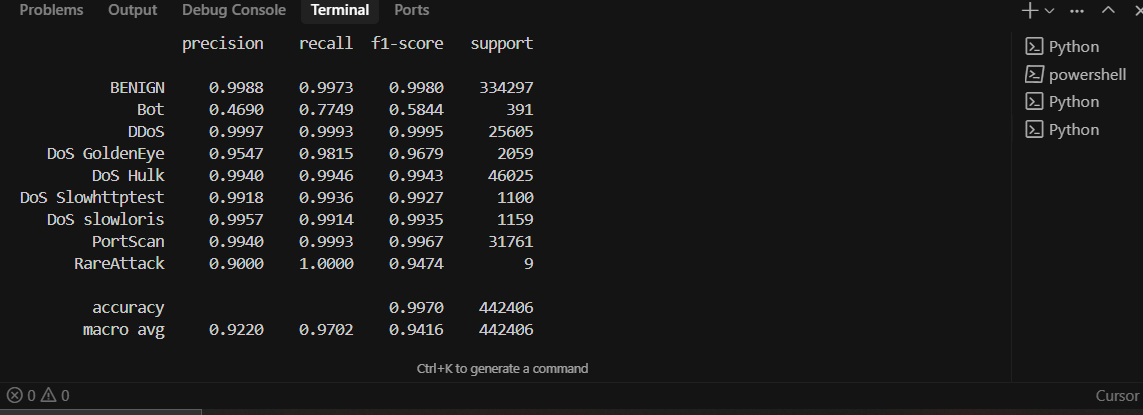 Problems Output Debug Console Terminal Ports
precision recall f1-score support
Python
powershell
Python
Python
BENIGN 0.9988 0.9973 0.9980 334297
Bot 0.4690 0.7749 0.5844 391
DDoS 0.9997 0.9993 0.9995 25605
DoS GoldenEye 0.9547 0.9815 0.9679 2059
DoS Hulk 0.9940 0.9946 0.9943 46025
DoS Slowhttptest 0.9918 0.9936 0.9927 1100
DoS slowloris 0.9957 0.9914 0.9935 1159
PortScan 0.9940 0.9993 0.9967 31761
RareAttack 0.9000 1.0000 0.9474 9
accuracy 0.9970 442406
macro avg 0.9220 0.9702 0.9416 442406
Ctrl+K to generate a command
0 0 Cursor